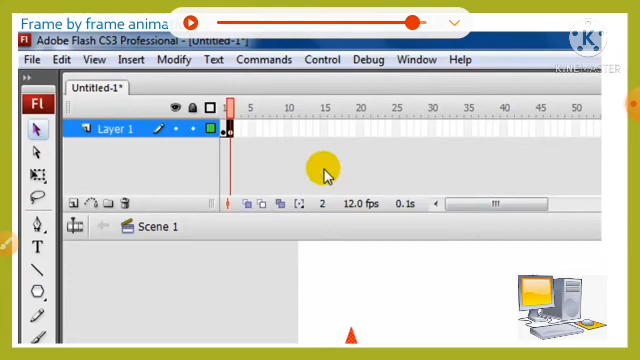 Frame by frame anima
Fl Adobe Flash CS3 Professional - [Untitled-1*]
KINEMASTER
File Edit View Insert Modify Text Commands Control Debug Window Help
Untitled-1*
Fl
1 5 10 15 20 25 30 35 40 45 50
Layer 1
2 12.0 fps 0.1s
T
Scene 1